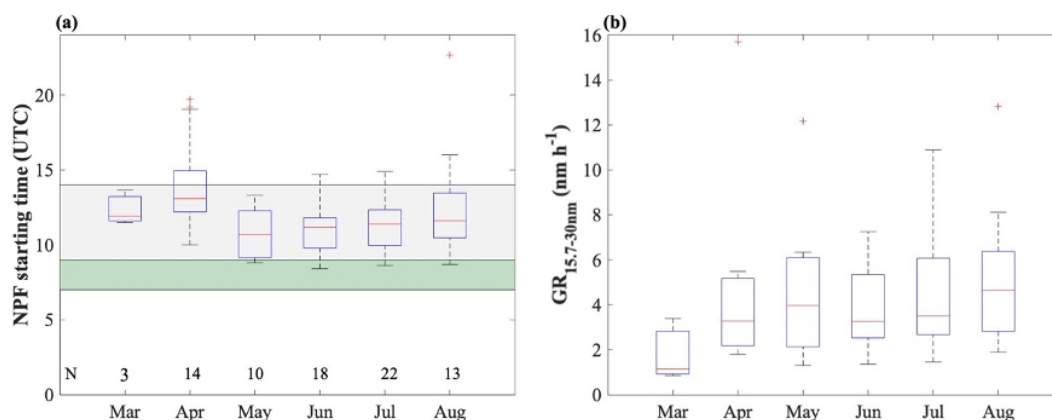 (a)
NPF starting time (UTC)
20
15
10
5
0
N 3 14 10 18 22 13
Mar Apr May Jun Jul Aug
(b)
GR15.7-30nm (nm h-1)
16
14
12
10
8
6
4
2
0
Mar Apr May Jun Jul Aug